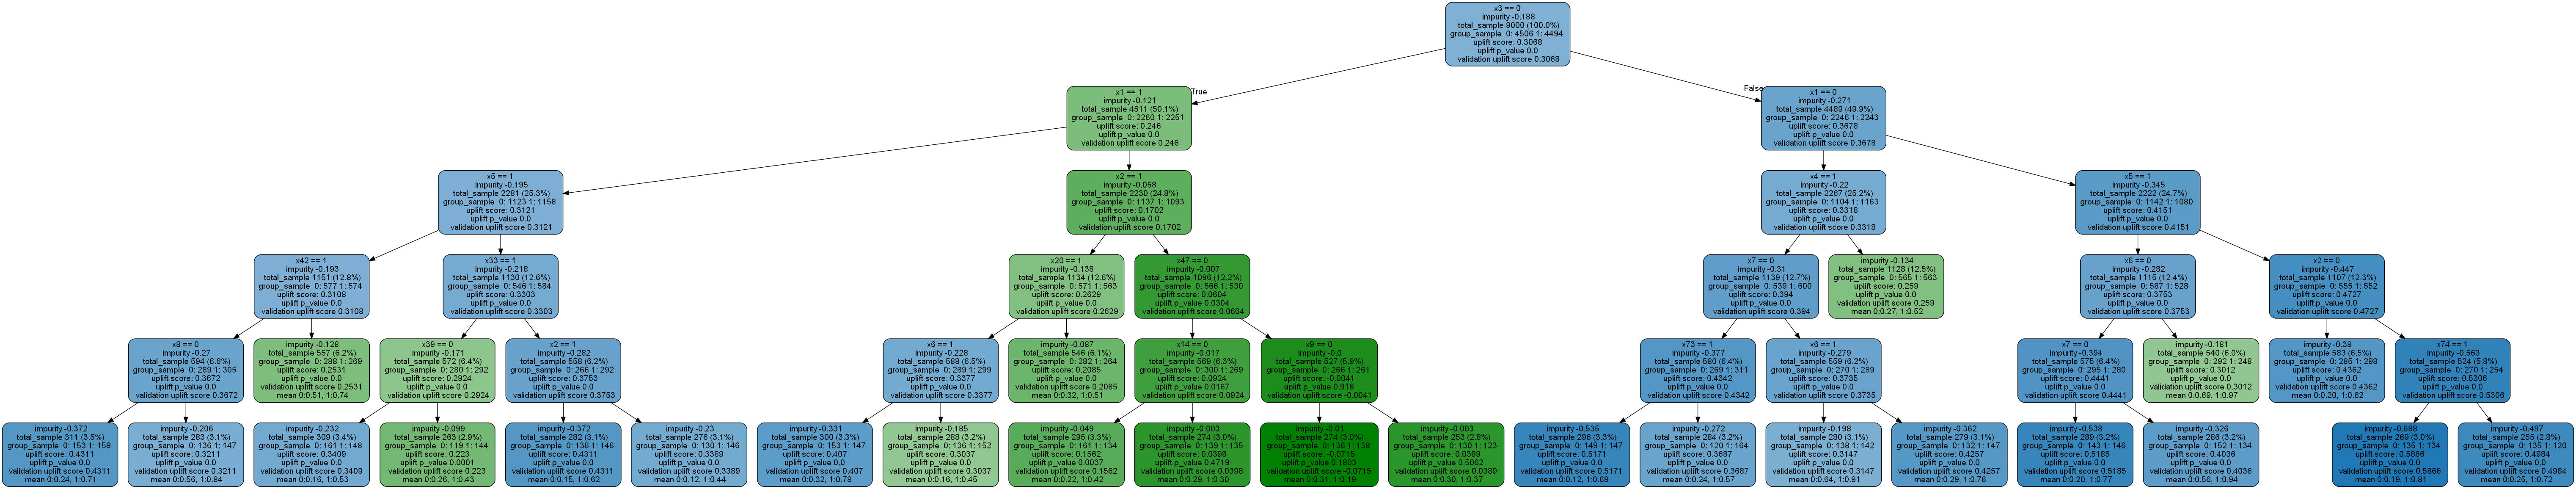 x3 == 0
impurity -0.188
total_sample 9000 (100.0%)
group_sample 0: 4506 1: 4494
uplift score: 0.3068
uplift p_value 0.0
validation uplift score 0.3068
True
False
x1 == 1
impurity -0.121
total_sample 4511 (50.1%)
group_sample 0: 2260 1: 2251
uplift score: 0.246
uplift p_value 0.0
validation uplift score 0.246
x1 == 0
impurity -0.271
total_sample 4489 (49.9%)
group_sample 0: 2246 1: 2243
uplift score: 0.3678
uplift p_value 0.0
validation uplift score 0.3678
x5 == 1
impurity -0.195
total_sample 2281 (25.3%)
group_sample 0: 1123 1: 1158
uplift score: 0.3121
uplift p_value 0.0
validation uplift score 0.3121
x2 == 1
impurity -0.058
total_sample 2230 (24.8%)
group_sample 0: 1137 1: 1093
uplift score: 0.1702
uplift p_value 0.0
validation uplift score 0.1702
x4 == 1
impurity -0.22
total_sample 2267 (25.2%)
group_sample 0: 1104 1: 1163
uplift score: 0.3318
uplift p_value 0.0
validation uplift score 0.3318
x5 == 1
impurity -0.345
total_sample 2222 (24.7%)
group_sample 0: 1142 1: 1080
uplift score: 0.4151
uplift p_value 0.0
validation uplift score 0.4151
x42 == 1
impurity -0.193
total_sample 1151 (12.8%)
group_sample 0: 577 1: 574
uplift score: 0.3108
uplift p_value 0.0
validation uplift score 0.3108
x33 == 1
impurity -0.218
total_sample 1130 (12.6%)
group_sample 0: 546 1: 584
uplift score: 0.3303
uplift p_value 0.0
validation uplift score 0.3303
x20 == 1
impurity -0.138
total_sample 1134 (12.6%)
group_sample 0: 571 1: 563
uplift score: 0.2629
uplift p_value 0.0
validation uplift score 0.2629
x47 == 0
impurity -0.007
total_sample 1096 (12.2%)
group_sample 0: 566 1: 530
uplift score: 0.0604
uplift p_value 0.0304
validation uplift score 0.0604
x7 == 0
impurity -0.31
total_sample 1139 (12.7%)
group_sample 0: 539 1: 600
uplift score: 0.394
uplift p_value 0.0
validation uplift score 0.394
impurity -0.134
total_sample 1128 (12.5%)
group_sample 0: 565 1: 563
uplift score: 0.259
uplift p_value 0.0
validation uplift score 0.259
mean 0:0.27, 1:0.52
x6 == 0
impurity -0.282
total_sample 1115 (12.4%)
group_sample 0: 587 1: 528
uplift score: 0.3753
uplift p_value 0.0
validation uplift score 0.3753
x2 == 0
impurity -0.447
total_sample 1107 (12.3%)
group_sample 0: 555 1: 552
uplift score: 0.4727
uplift p_value 0.0
validation uplift score 0.4727
x8 == 0
impurity -0.27
total_sample 594 (6.6%)
group_sample 0: 289 1: 305
uplift score: 0.3672
uplift p_value 0.0
validation uplift score 0.3672
impurity -0.128
total_sample 557 (6.2%)
group_sample 0: 288 1: 269
uplift score: 0.2531
uplift p_value 0.0
validation uplift score 0.2531
mean 0:0.51, 1:0.74
x39 == 0
impurity -0.171
total_sample 572 (6.4%)
group_sample 0: 280 1: 292
uplift score: 0.2924
uplift p_value 0.0
validation uplift score 0.2924
x2 == 1
impurity -0.282
total_sample 558 (6.2%)
group_sample 0: 266 1: 292
uplift score: 0.3753
uplift p_value 0.0
validation uplift score 0.3753
x6 == 1
impurity -0.228
total_sample 588 (6.5%)
group_sample 0: 289 1: 299
uplift score: 0.3377
uplift p_value 0.0
validation uplift score 0.3377
impurity -0.087
total_sample 546 (6.1%)
group_sample 0: 282 1: 264
uplift score: 0.2085
uplift p_value 0.0
validation uplift score 0.2085
mean 0:0.32, 1:0.51
x14 == 0
impurity -0.017
total_sample 569 (6.3%)
group_sample 0: 300 1: 269
uplift score: 0.0924
uplift p_value 0.0167
validation uplift score 0.0924
x9 == 0
impurity -0.0
total_sample 527 (5.9%)
group_sample 0: 266 1: 261
uplift score: -0.0041
uplift p_value 0.918
validation uplift score -0.0041
x73 == 1
impurity -0.377
total_sample 580 (6.4%)
group_sample 0: 269 1: 311
uplift score: 0.4342
uplift p_value 0.0
validation uplift score 0.4342
x6 == 1
impurity -0.279
total_sample 559 (6.2%)
group_sample 0: 270 1: 289
uplift score: 0.3735
uplift p_value 0.0
validation uplift score 0.3735
x7 == 0
impurity -0.394
total_sample 575 (6.4%)
group_sample 0: 295 1: 280
uplift score: 0.4441
uplift p_value 0.0
validation uplift score 0.4441
impurity -0.181
total_sample 540 (6.0%)
group_sample 0: 292 1: 248
uplift score: 0.3012
uplift p_value 0.0
validation uplift score 0.3012
mean 0:0.69, 1:0.97
impurity -0.38
total_sample 583 (6.5%)
group_sample 0: 285 1: 298
uplift score: 0.4362
uplift p_value 0.0
validation uplift score 0.4362
mean 0:0.20, 1:0.62
x74 == 1
impurity -0.563
total_sample 524 (5.8%)
group_sample 0: 270 1: 254
uplift score: 0.5306
uplift p_value 0.0
validation uplift score 0.5306
impurity -0.372
total_sample 311 (3.5%)
group_sample 0: 153 1: 158
uplift score: 0.4311
uplift p_value 0.0
validation uplift score 0.4311
mean 0:0.24, 1:0.71
impurity -0.206
total_sample 283 (3.1%)
group_sample 0: 136 1: 147
uplift score: 0.3211
uplift p_value 0.0
validation uplift score 0.3211
mean 0:0.56, 1:0.84
impurity -0.232
total_sample 309 (3.4%)
group_sample 0: 161 1: 148
uplift score: 0.3409
uplift p_value 0.0
validation uplift score 0.3409
mean 0:0.16, 1:0.53
impurity -0.099
total_sample 263 (2.9%)
group_sample 0: 119 1: 144
uplift score: 0.223
uplift p_value 0.0001
validation uplift score 0.223
mean 0:0.26, 1:0.43
impurity -0.372
total_sample 282 (3.1%)
group_sample 0: 136 1: 146
uplift score: 0.4311
uplift p_value 0.0
validation uplift score 0.4311
mean 0:0.15, 1:0.62
impurity -0.23
total_sample 276 (3.1%)
group_sample 0: 130 1: 146
uplift score: 0.3389
uplift p_value 0.0
validation uplift score 0.3389
mean 0:0.12, 1:0.44
impurity -0.331
total_sample 300 (3.3%)
group_sample 0: 153 1: 147
uplift score: 0.407
uplift p_value 0.0
validation uplift score 0.407
mean 0:0.32, 1:0.78
impurity -0.185
total_sample 288 (3.2%)
group_sample 0: 136 1: 152
uplift score: 0.3037
uplift p_value 0.0
validation uplift score 0.3037
mean 0:0.16, 1:0.45
impurity -0.049
total_sample 295 (3.3%)
group_sample 0: 161 1: 134
uplift score: 0.1562
uplift p_value 0.0037
validation uplift score 0.1562
mean 0:0.22, 1:0.42
impurity -0.003
total_sample 274 (3.0%)
group_sample 0: 139 1: 135
uplift score: 0.0398
uplift p_value 0.4719
validation uplift score 0.0398
mean 0:0.29, 1:0.30
impurity -0.01
total_sample 274 (3.0%)
group_sample 0: 136 1: 138
uplift score: -0.0715
uplift p_value 0.1803
validation uplift score -0.0715
mean 0:0.31, 1:0.19
impurity -0.003
total_sample 253 (2.8%)
group_sample 0: 130 1: 123
uplift score: 0.0389
uplift p_value 0.5062
validation uplift score 0.0389
mean 0:0.30, 1:0.37
impurity -0.535
total_sample 296 (3.3%)
group_sample 0: 149 1: 147
uplift score: 0.5171
uplift p_value 0.0
validation uplift score 0.5171
mean 0:0.12, 1:0.69
impurity -0.272
total_sample 284 (3.2%)
group_sample 0: 120 1: 164
uplift score: 0.3687
uplift p_value 0.0
validation uplift score 0.3687
mean 0:0.24, 1:0.57
impurity -0.198
total_sample 280 (3.1%)
group_sample 0: 138 1: 142
uplift score: 0.3147
uplift p_value 0.0
validation uplift score 0.3147
mean 0:0.64, 1:0.91
impurity -0.362
total_sample 279 (3.1%)
group_sample 0: 132 1: 147
uplift score: 0.4257
uplift p_value 0.0
validation uplift score 0.4257
mean 0:0.29, 1:0.76
impurity -0.538
total_sample 289 (3.2%)
group_sample 0: 143 1: 146
uplift score: 0.5185
uplift p_value 0.0
validation uplift score 0.5185
mean 0:0.20, 1:0.77
impurity -0.326
total_sample 286 (3.2%)
group_sample 0: 152 1: 134
uplift score: 0.4036
uplift p_value 0.0
validation uplift score 0.4036
mean 0:0.56, 1:0.94
impurity -0.688
total_sample 269 (3.0%)
group_sample 0: 135 1: 134
uplift score: 0.5866
uplift p_value 0.0
validation uplift score 0.5866
mean 0:0.19, 1:0.81
impurity -0.497
total_sample 255 (2.8%)
group_sample 0: 135 1: 120
uplift score: 0.4984
uplift p_value 0.0
validation uplift score 0.4984
mean 0:0.25, 1:0.72